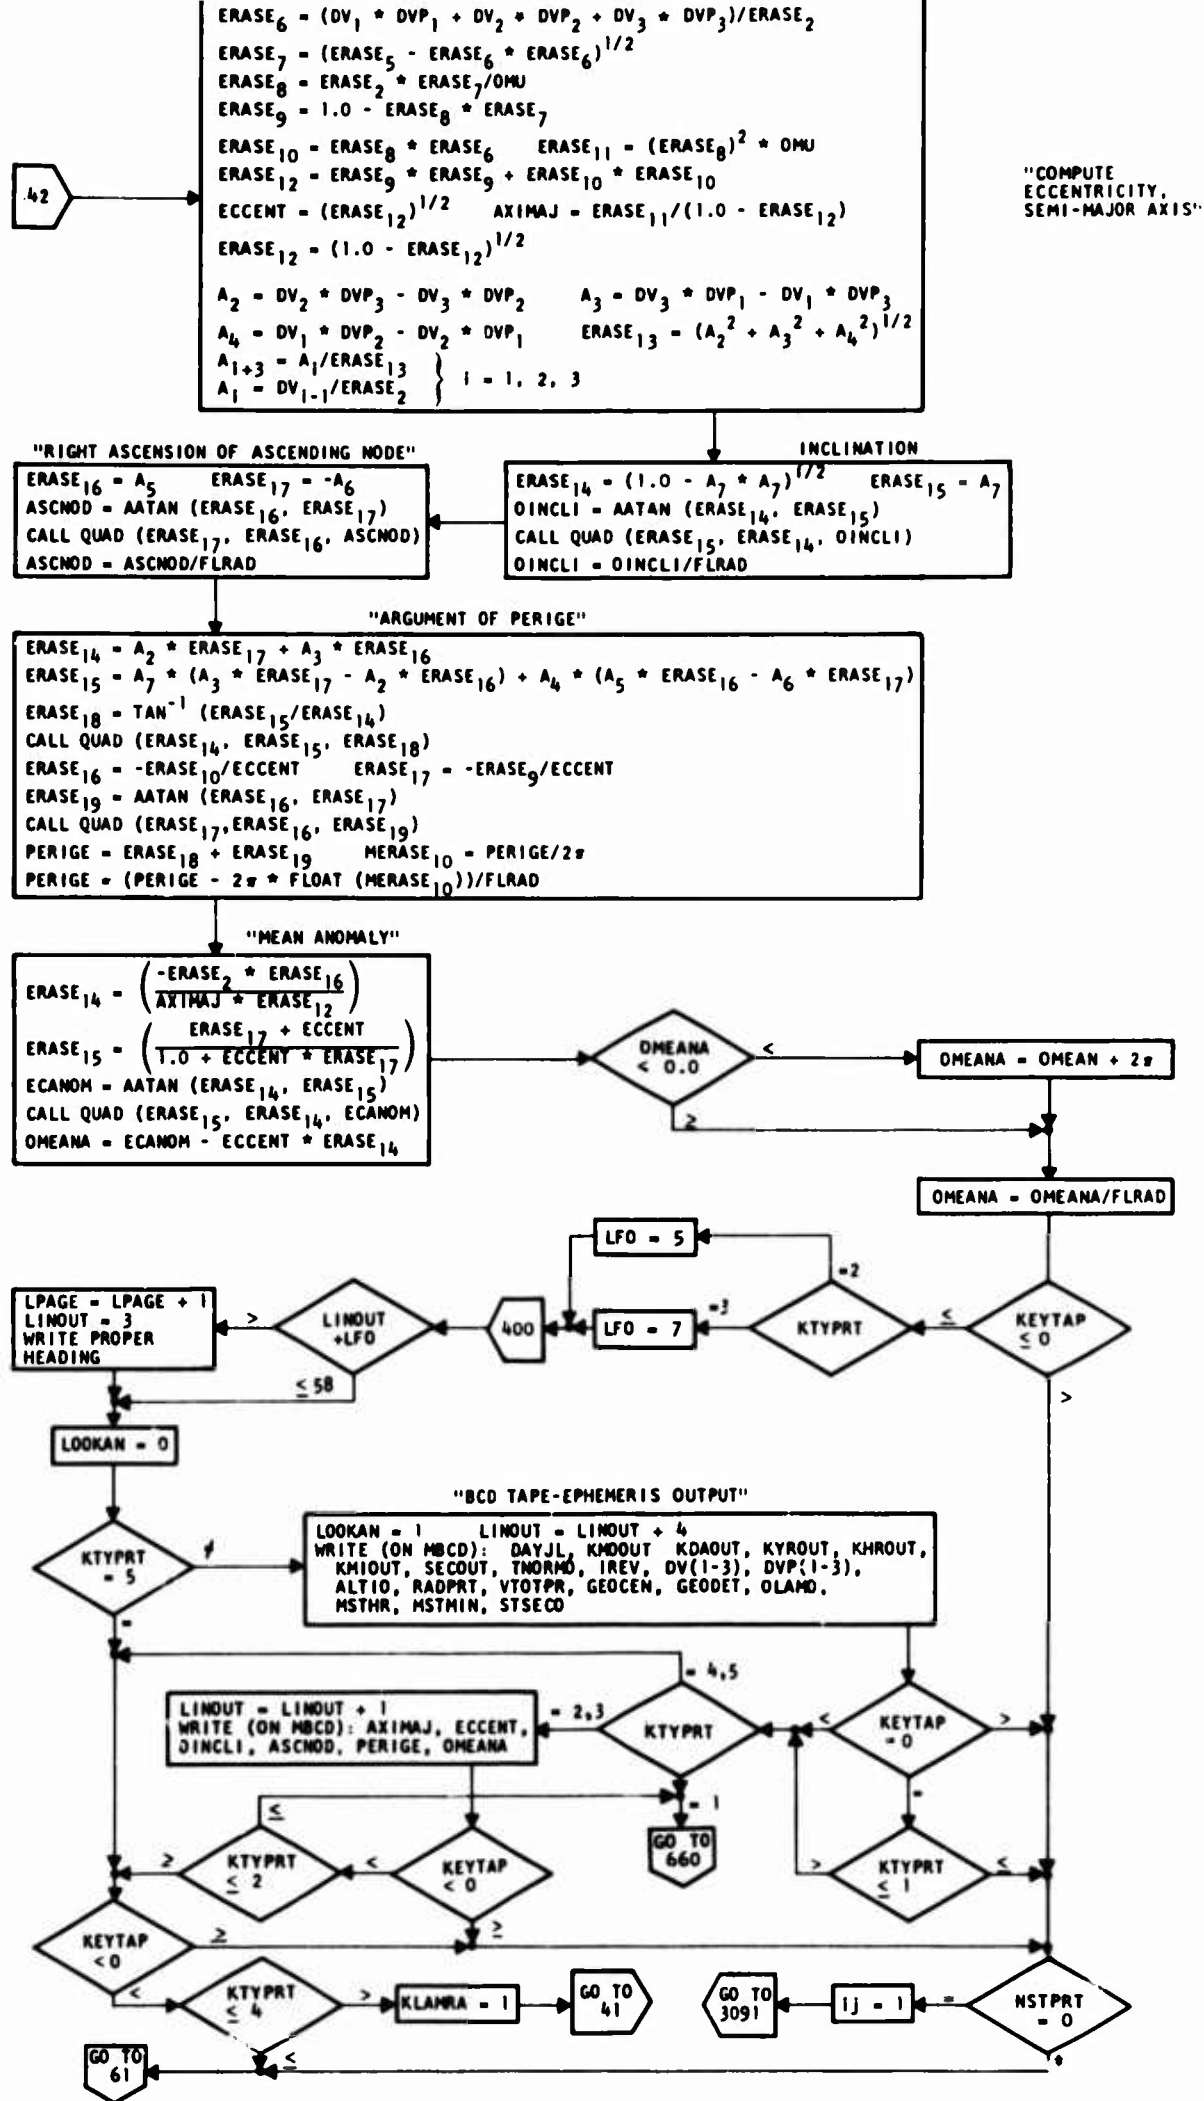 ERASE₆ = (DV₁ * DVP₁ + DV₂ * DVP₂ + DV₃ * DVP₃)/ERASE₂
ERASE₇ = (ERASE₅ - ERASE₆ * ERASE₆)^1/2
ERASE₈ = ERASE₂ * ERASE₇/OMU
ERASE₉ = 1.0 - ERASE₈ * ERASE₇
ERASE₁₀ = ERASE₈ * ERASE₆ ERASE₁₁ = (ERASE₈)² * OMU
ERASE₁₂ = ERASE₉ * ERASE₉ + ERASE₁₀ * ERASE₁₀
ECCENT = (ERASE₁₂)^1/2 AXIMAJ = ERASE₁₁/(1.0 - ERASE₁₂)
ERASE₁₂ = (1.0 - ERASE₁₂)^1/2
A₂ = DV₂ * DVP₃ - DV₃ * DVP₂ A₃ = DV₃ * DVP₁ - DV₁ * DVP₃
A₄ = DV₁ * DVP₂ - DV₂ * DVP₁ ERASE₁₃ = (A₂² + A₃² + A₄²)^1/2
Aᵢ₊₃ = Aᵢ/ERASE₁₃
Aᵢ = DVᵢ₋₁/ERASE₂
} i = 1, 2, 3
42
"COMPUTE
ECCENTRICITY,
SEMI-MAJOR AXIS"
"RIGHT ASCENSION OF ASCENDING NODE"
ERASE₁₆ = A₅ ERASE₁₇ = -A₆
ASCNOD = AATAN (ERASE₁₆, ERASE₁₇)
CALL QUAD (ERASE₁₇, ERASE₁₆, ASCNOD)
ASCNOD = ASCNOD/FLRAD
INCLINATION
ERASE₁₄ = (1.0 - A₇ * A₇)^1/2 ERASE₁₅ = A₇
OINCLI = AATAN (ERASE₁₄, ERASE₁₅)
CALL QUAD (ERASE₁₅, ERASE₁₄, OINCLI)
OINCLI = OINCLI/FLRAD
"ARGUMENT OF PERIGE"
ERASE₁₄ = A₂ * ERASE₁₇ + A₃ * ERASE₁₆
ERASE₁₅ = A₇ * (A₃ * ERASE₁₇ - A₂ * ERASE₁₆) + A₄ * (A₅ * ERASE₁₆ - A₆ * ERASE₁₇)
ERASE₁₈ = TAN⁻¹ (ERASE₁₅/ERASE₁₄)
CALL QUAD (ERASE₁₄, ERASE₁₅, ERASE₁₈)
ERASE₁₆ = -ERASE₁₀/ECCENT ERASE₁₇ = -ERASE₉/ECCENT
ERASE₁₉ = AATAN (ERASE₁₆, ERASE₁₇)
CALL QUAD (ERASE₁₇,ERASE₁₆, ERASE₁₉)
PERIGE = ERASE₁₈ + ERASE₁₉ MERASE₁₀ = PERIGE/2π
PERIGE = (PERIGE - 2π * FLOAT (MERASE₁₀))/FLRAD
"MEAN ANOMALY"
ERASE₁₄ = (-ERASE₂ * ERASE₁₆ / AXIMAJ * ERASE₁₂)
ERASE₁₅ = (ERASE₁₇ + ECCENT / 1.0 + ECCENT * ERASE₁₇)
ECANOM = AATAN (ERASE₁₄, ERASE₁₅)
CALL QUAD (ERASE₁₅, ERASE₁₄, ECANOM)
OMEANA = ECANOM - ECCENT * ERASE₁₄
OMEANA
< 0.0
<
≥
OMEANA = OMEAN + 2π
OMEANA = OMEANA/FLRAD
LFO = 5
=2
LPAGE = LPAGE + 1
LINOUT = 3
WRITE PROPER
HEADING
>
LINOUT
+LFO
400
LFO = 7
=3
KTYPRT
≤
KEYTAP
≤ 0
≤ 58
>
LOOKAN = 0
"BCD TAPE-EPHEMERIS OUTPUT"
KTYPRT
= 5
≠
=
LOOKAN = 1 LINOUT = LINOUT + 4
WRITE (ON MBCD): DAYJL, KMOOUT KDAOUT, KYROUT, KHROUT,
KMIOUT, SECOUT, TNORMO, IREV, DV(1-3), DVP(1-3),
ALTIO, RADPRT, VTOTPR, GEOCEN, GEODET, OLAMO,
MSTHR, MSTMIN, STSECO
= 4,5
LINOUT = LINOUT + 1
WRITE (ON MBCD): AXIMAJ, ECCENT,
OINCLI, ASCNOD, PERIGE, OMEANA
= 2,3
KTYPRT
<
KEYTAP
=0
>
=
≤
= 1
GO TO
660
≥
KTYPRT
≤ 2
<
KEYTAP
< 0
>
KTYPRT
≤ 1
≤
KEYTAP
<0
≥
≥
<
KTYPRT
≤ 4
>
KLAMRA = 1
GO TO
41
GO TO
3091
ij = 1
=
NSTPRT
= 0
GO TO
61
≤